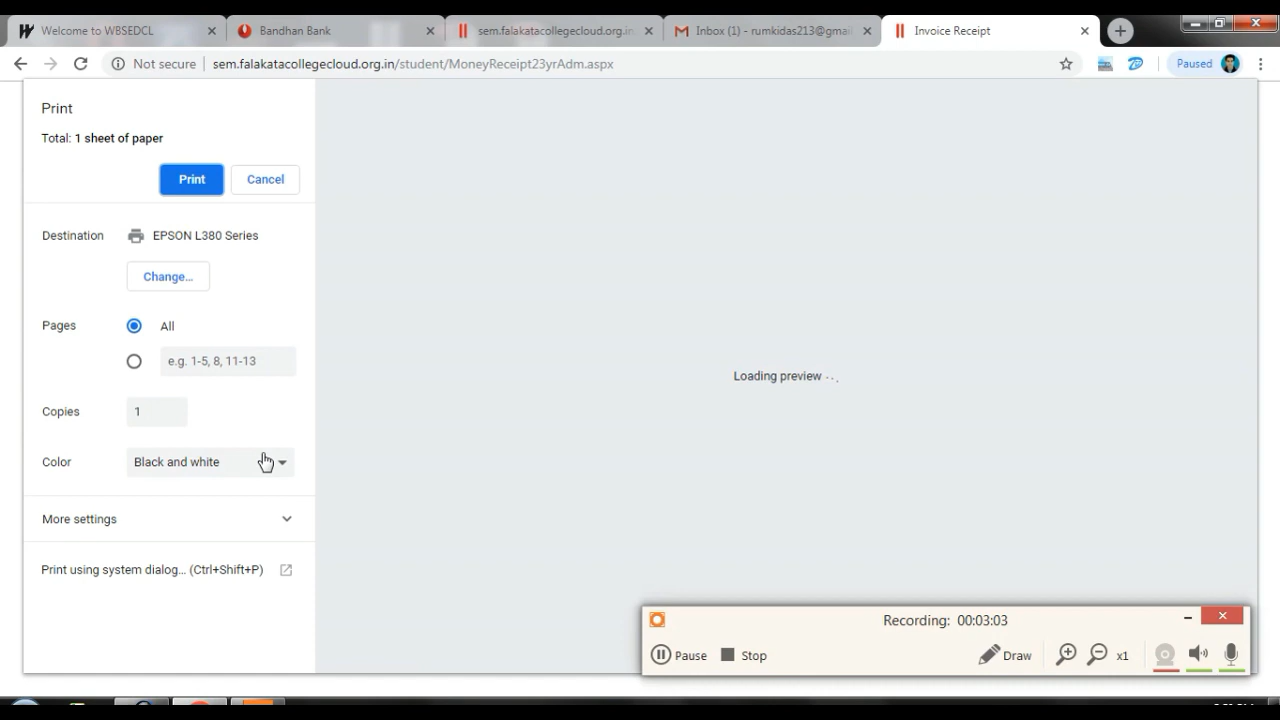 Welcome to WBSEDCL
Bandhan Bank
sem.falakatacollegecloud.org.in
Inbox (1) - rumkidas213@gmai
Invoice Receipt
Not secure
sem.falakatacollegecloud.org.in/student/MoneyReceipt23yrAdm.aspx
Paused
Print
Total: 1 sheet of paper
Print
Cancel
Destination
EPSON L380 Series
Change...
Pages
All
e.g. 1-5, 8, 11-13
Loading preview
Copies
1
Color
Black and white
More settings
Print using system dialog... (Ctrl+Shift+P)
Recording: 00:03:03
Pause
Stop
Draw
x1